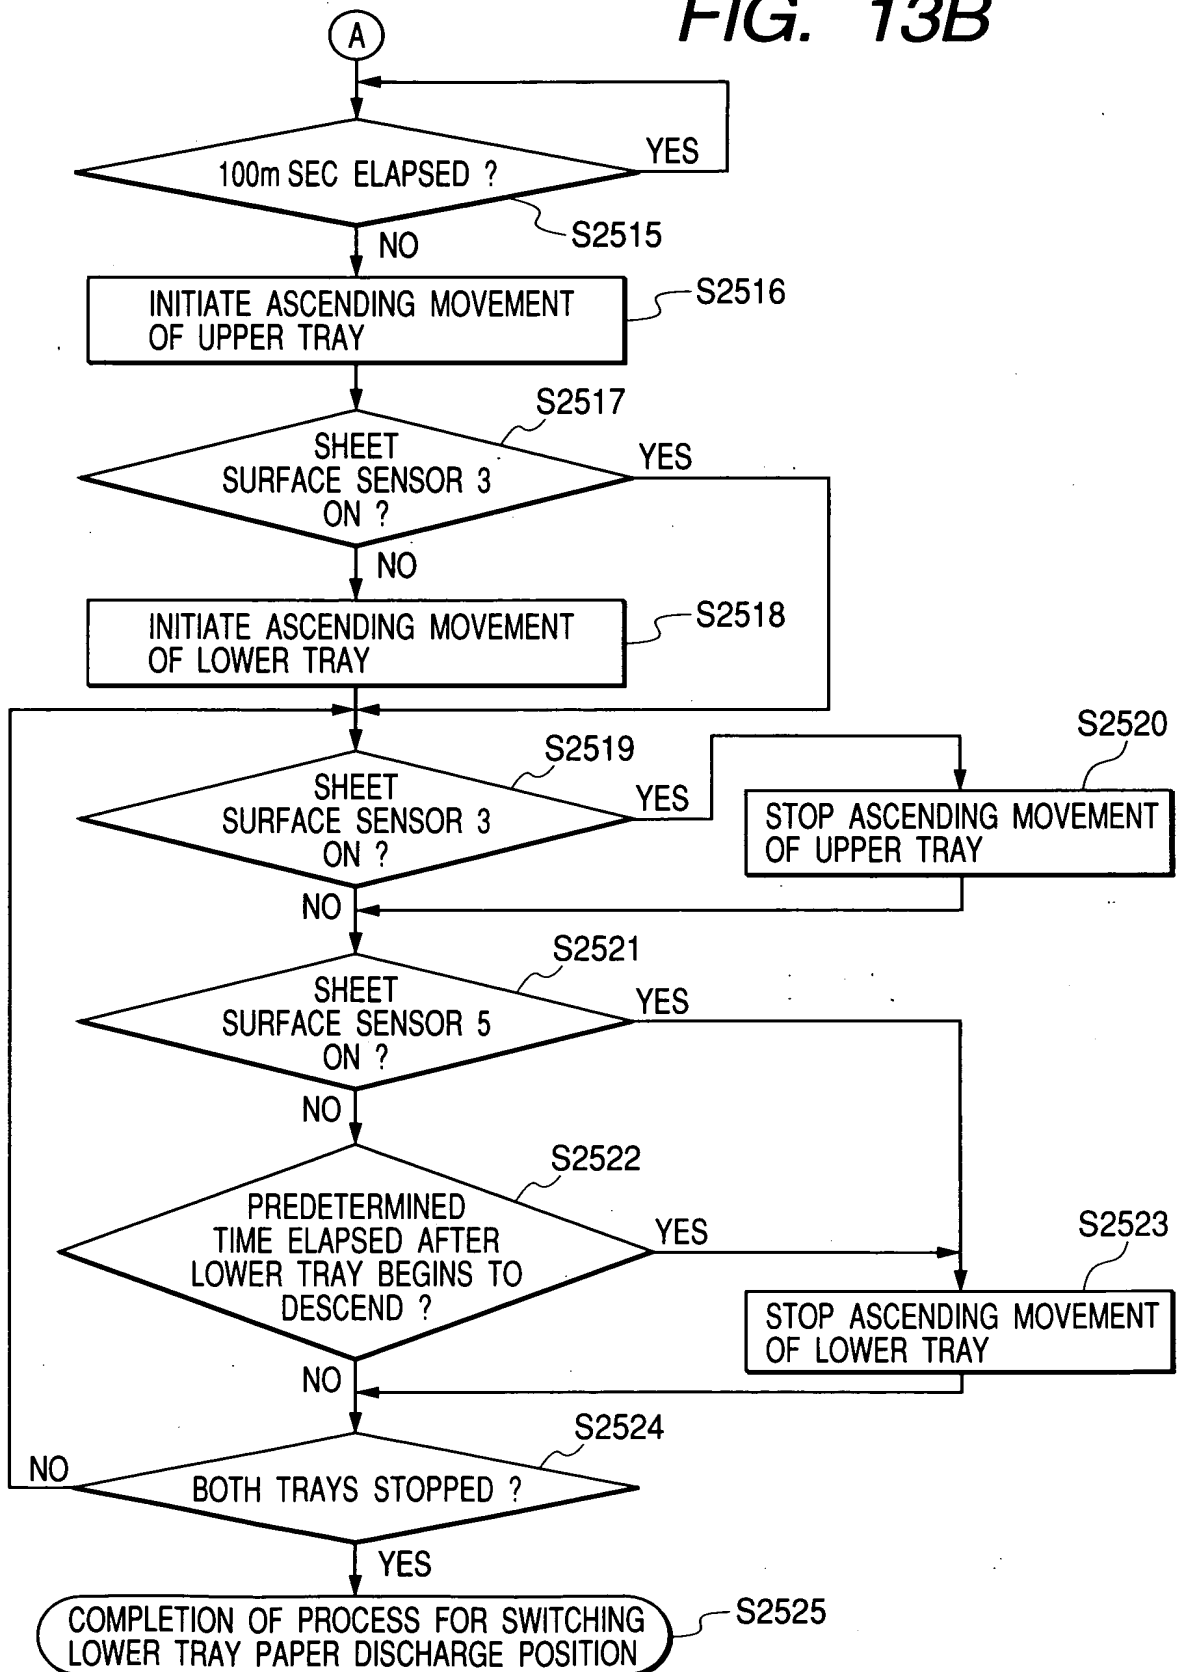 FIG. 13B
A
YES
100m SEC ELAPSED ?
S2515
NO
S2516
INITIATE ASCENDING MOVEMENT
OF UPPER TRAY
S2517
SHEET
SURFACE SENSOR 3
ON ?
YES
NO
S2518
INITIATE ASCENDING MOVEMENT
OF LOWER TRAY
S2519
SHEET
SURFACE SENSOR 3
ON ?
YES
S2520
STOP ASCENDING MOVEMENT
OF UPPER TRAY
NO
S2521
SHEET
SURFACE SENSOR 5
ON ?
YES
NO
S2522
PREDETERMINED
TIME ELAPSED AFTER
LOWER TRAY BEGINS TO
DESCEND ?
YES
S2523
STOP ASCENDING MOVEMENT
OF LOWER TRAY
NO
S2524
NO
BOTH TRAYS STOPPED ?
YES
S2525
COMPLETION OF PROCESS FOR SWITCHING
LOWER TRAY PAPER DISCHARGE POSITION